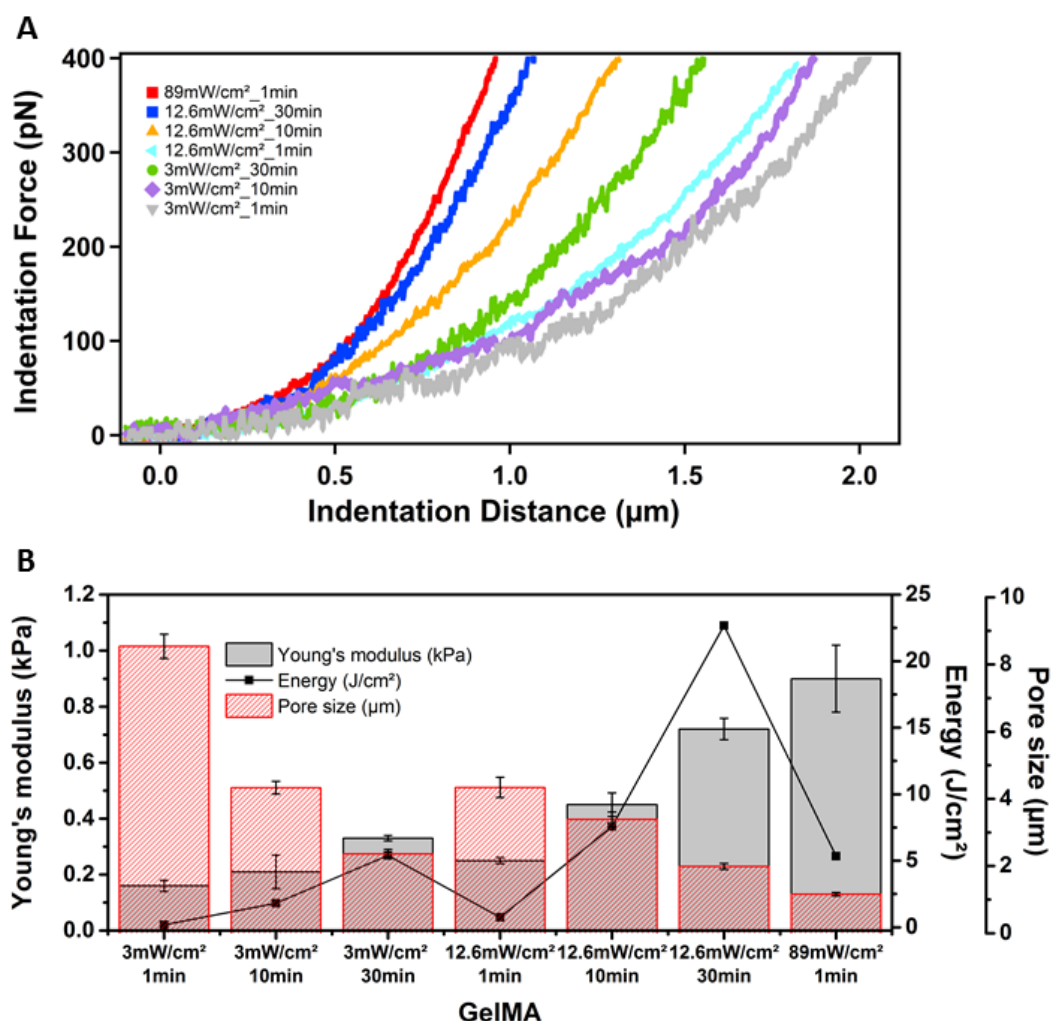 A
Indentation Force (pN)
400
300
200
100
0
89mW/cm²_1min
12.6mW/cm²_30min
12.6mW/cm²_10min
12.6mW/cm²_1min
3mW/cm²_30min
3mW/cm²_10min
3mW/cm²_1min
0.0 0.5 1.0 1.5 2.0
Indentation Distance (μm)
B
Young's modulus (kPa)
1.2
1.0
0.8
0.6
0.4
0.2
0.0
Young's modulus (kPa)
Energy (J/cm²)
Pore size (μm)
25
20
15
10
5
0
Energy (J/cm²)
10
8
6
4
2
0
Pore size (μm)
3mW/cm² 3mW/cm² 3mW/cm² 12.6mW/cm² 12.6mW/cm² 12.6mW/cm² 89mW/cm²
1min 10min 30min 1min 10min 30min 1min
GelMA